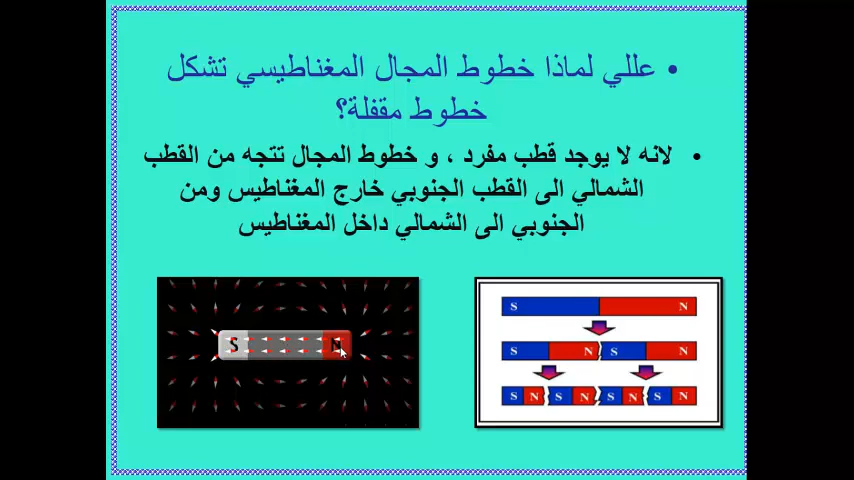 • عللي لماذا خطوط المجال المغناطيسي تشكل
خطوط مقفلة؟
• لانه لا يوجد قطب مفرد ، و خطوط المجال تتجه من القطب
الشمالي الى القطب الجنوبي خارج المغناطيس ومن
الجنوبي الى الشمالي داخل المغناطيس
S N
S N
S N S N
S N S N S N S N